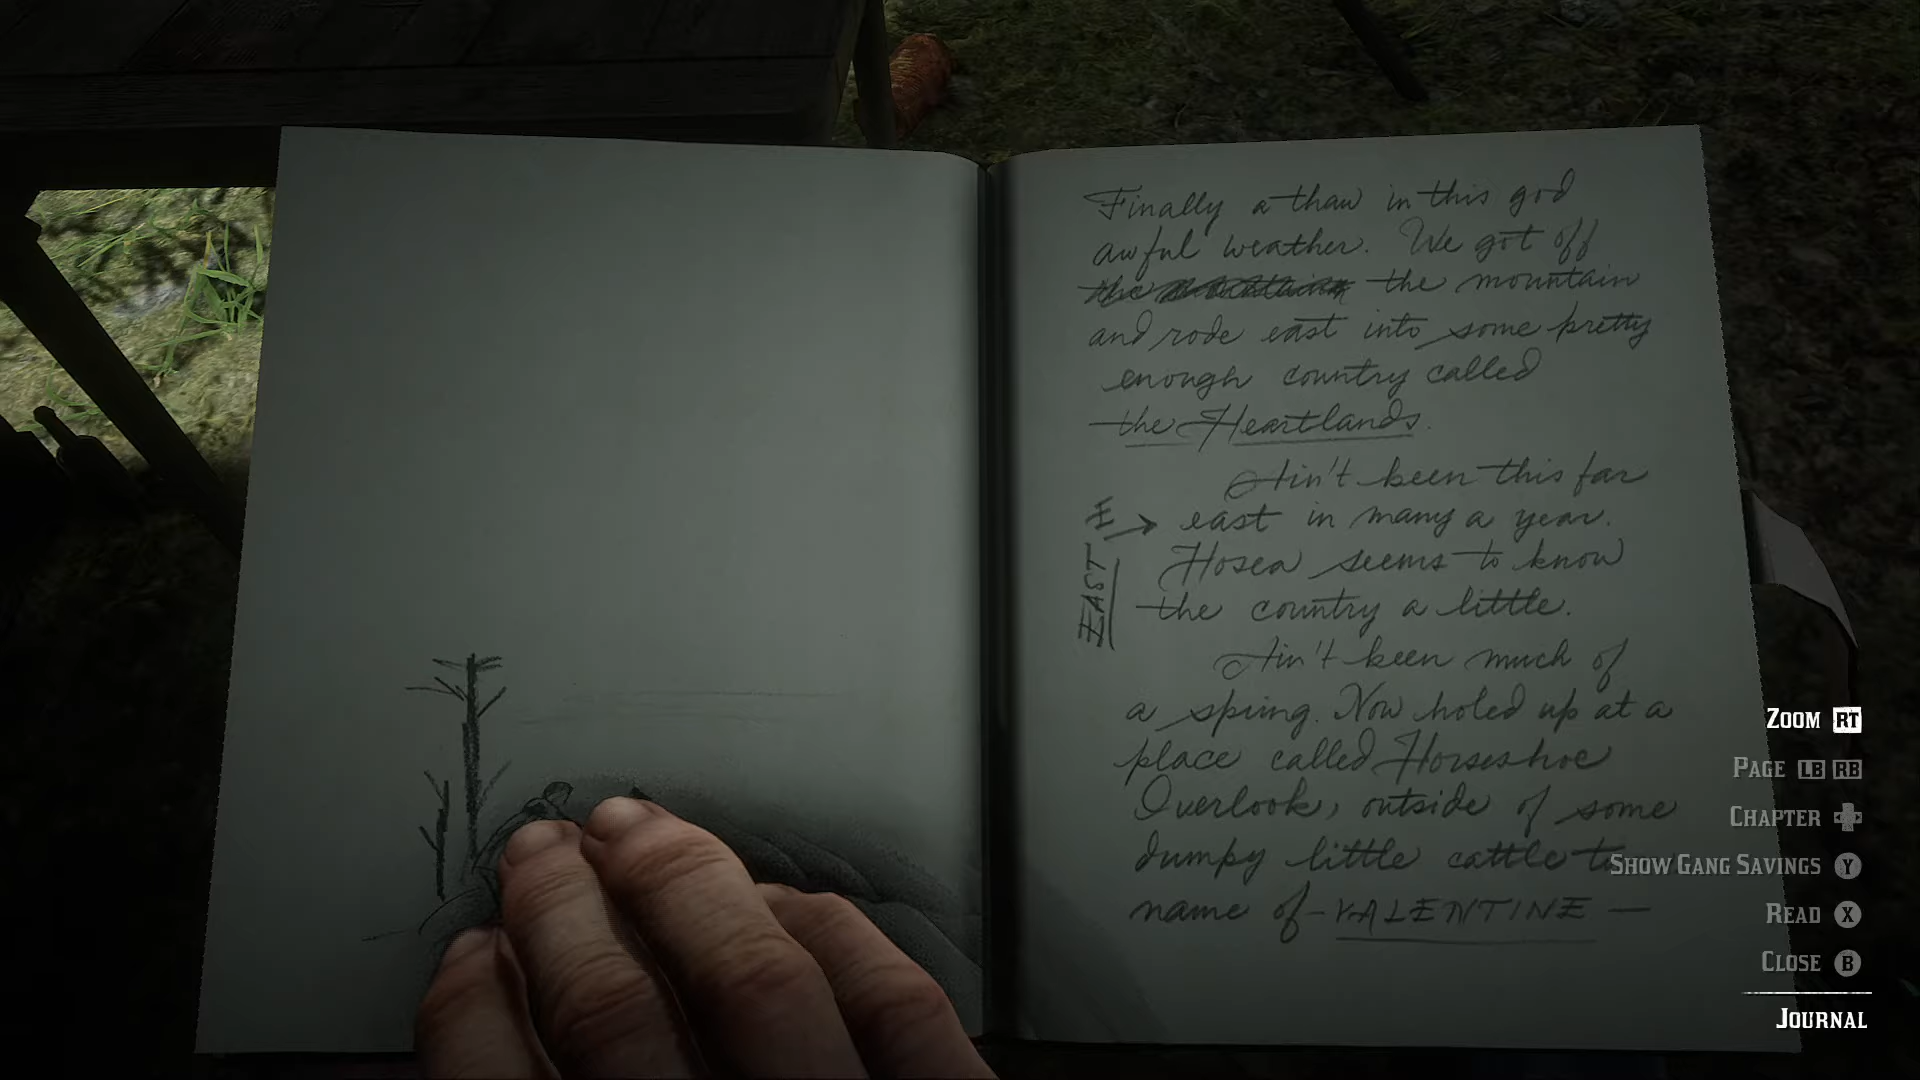 Finally a thaw in this god
awful weather. We got off
the mountain the mountain
and rode east into some pretty
enough country called
the Heartlands.
Ain't been this far
E → east in many a year.
EAST
Hosea seems to know
the country a little.
Ain't been much of
a spring. Now holed up at a
place called Horseshoe
Overlook, outside of some
dumpy little cattle
name of - VALENTINE —
ZOOM RT
PAGE LB RB
CHAPTER
SHOW GANG SAVINGS Y
READ X
CLOSE B
JOURNAL